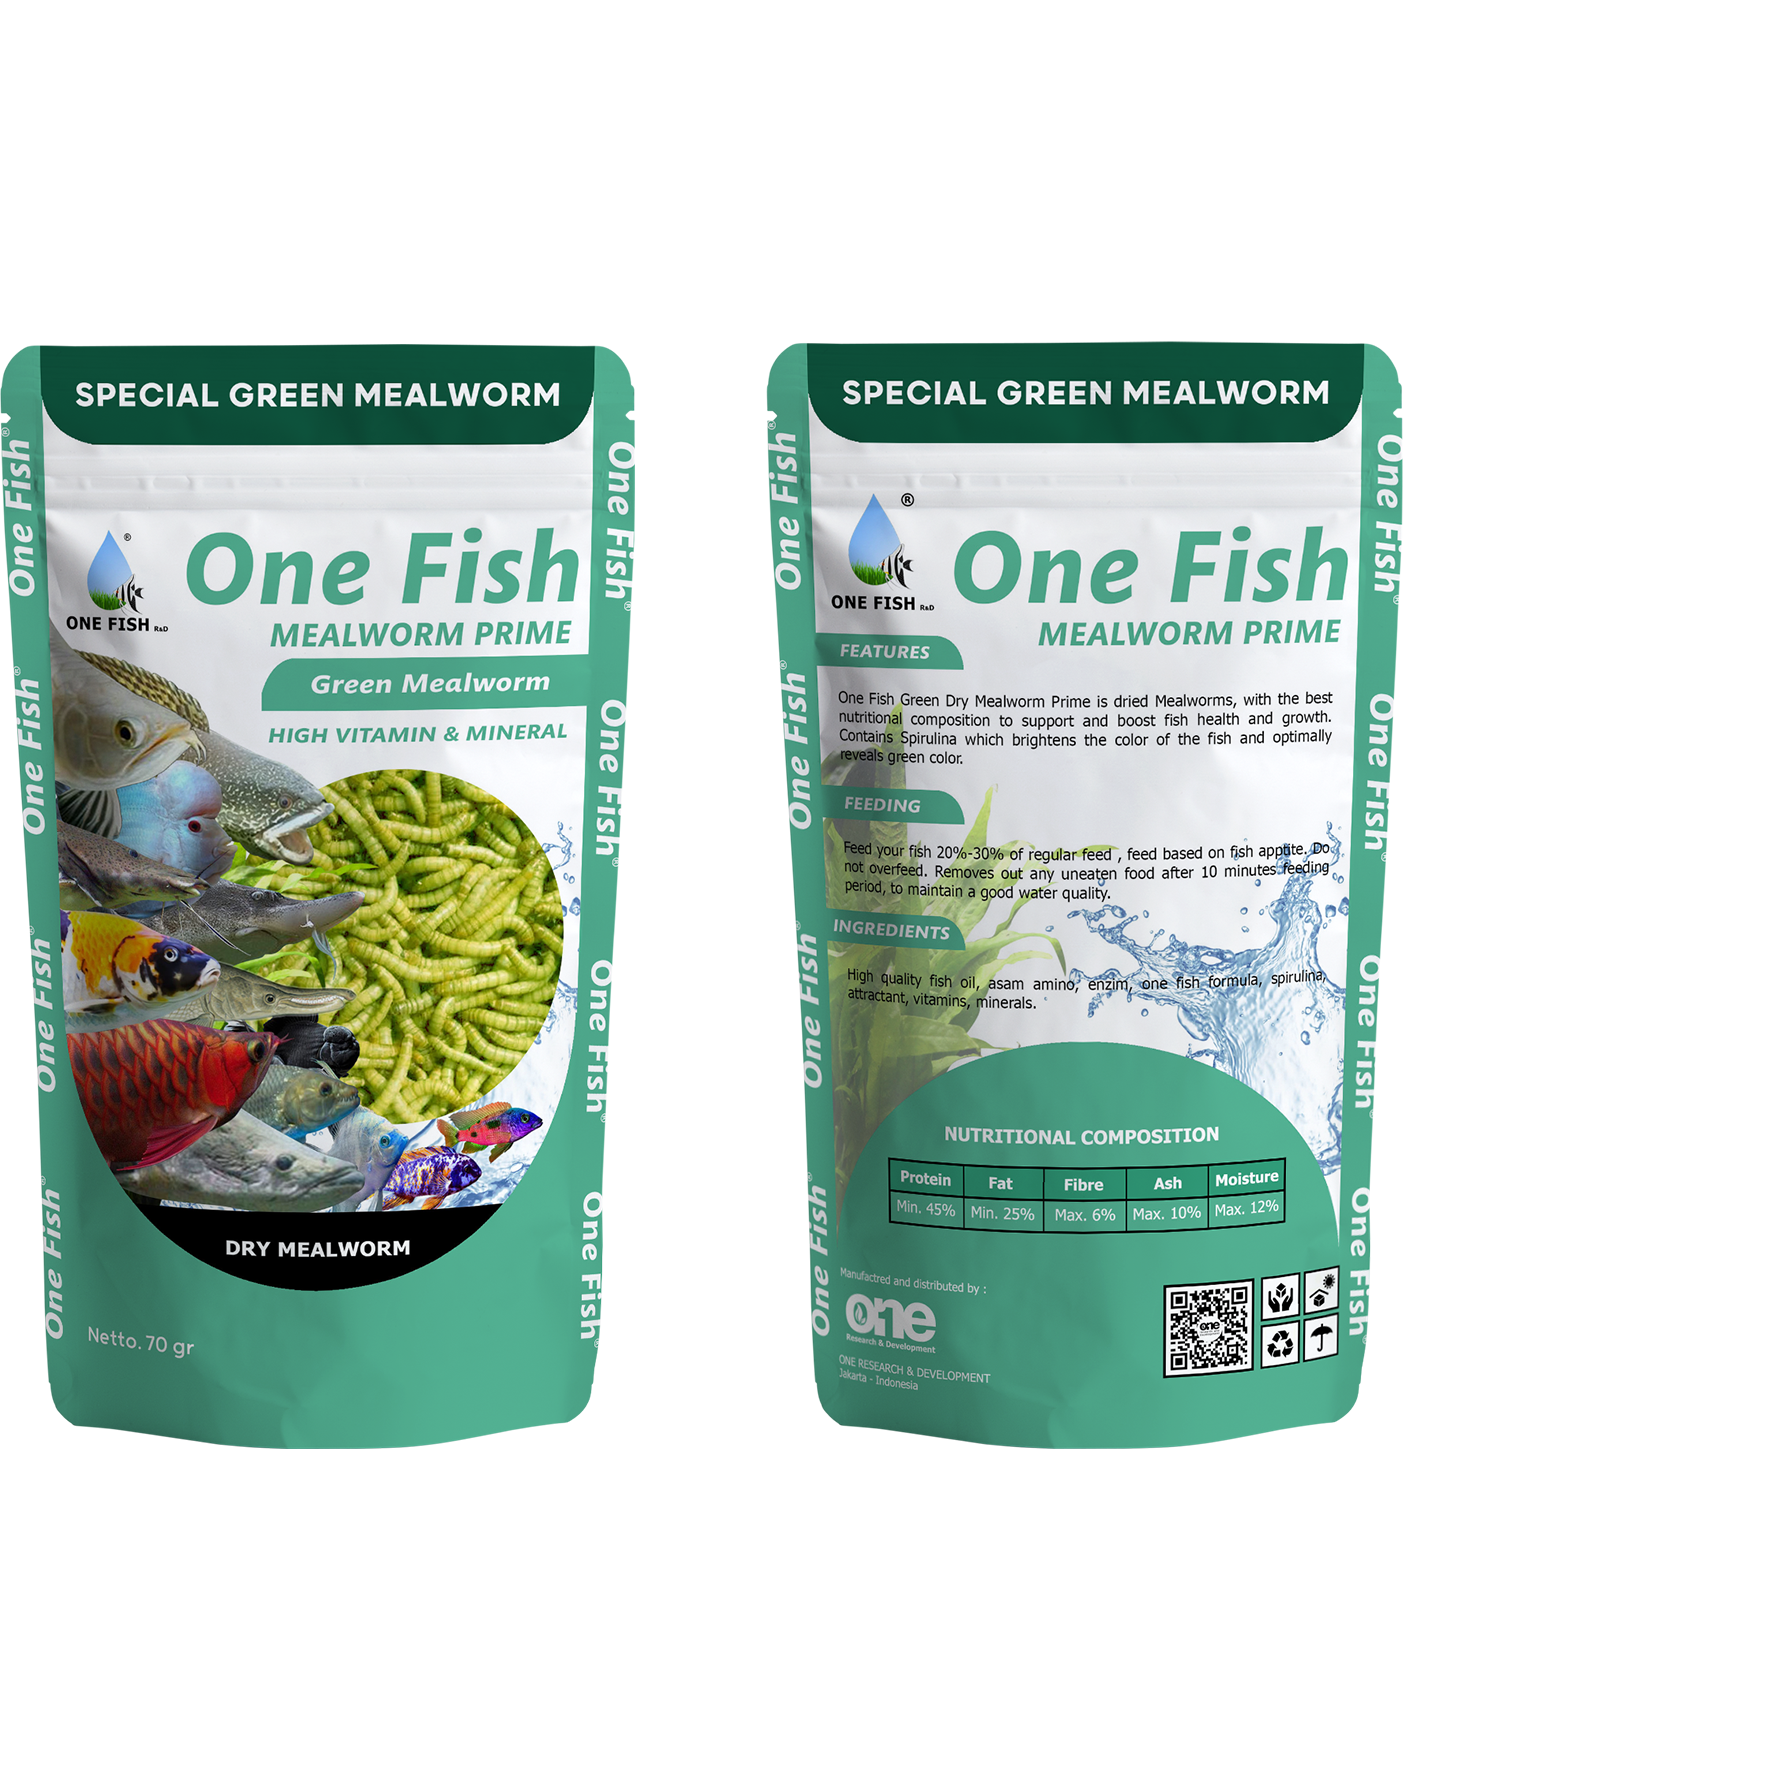 SPECIAL GREEN MEALWORM
®
ONE FISH R&D
One Fish
MEALWORM PRIME
Green Mealworm
HIGH VITAMIN & MINERAL
DRY MEALWORM
Netto. 70 gr
One Fish®
One Fish®
One Fish®
One Fish®
One Fish®
One Fish®
One Fish®
One Fish®
SPECIAL GREEN MEALWORM
®
ONE FISH R&D
One Fish
MEALWORM PRIME
FEATURES
One Fish Green Dry Mealworm Prime is dried Mealworms, with the best
nutritional composition to support and boost fish health and growth.
Contains Spirulina which brightens the color of the fish and optimally
reveals green color.
FEEDING
Feed your fish 20%-30% of regular feed , feed based on fish apptite. Do
not overfeed. Removes out any uneaten food after 10 minutes feeding
period, to maintain a good water quality.
INGREDIENTS
High quality fish oil, asam amino, enzim, one fish formula, spirulina,
attractant, vitamins, minerals.
NUTRITIONAL COMPOSITION
Protein Fat Fibre Ash Moisture
Min. 45% Min. 25% Max. 6% Max. 10% Max. 12%
Manufactred and distributed by :
one
Research & Development
ONE RESEARCH & DEVELOPMENT
Jakarta - Indonesia
one
One Fish®
One Fish®
One Fish®
One Fish®
One Fish®
One Fish®
One Fish®
One Fish®